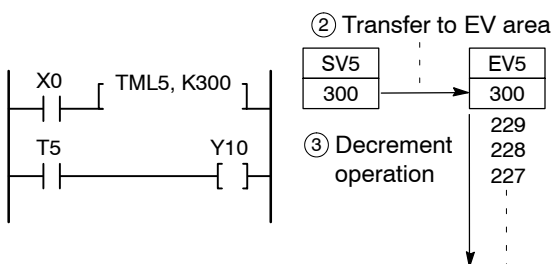 ② Transfer to EV area
SV5
300
EV5
300
229
228
227
③ Decrement
operation
X0
TML5, K300
T5
Y10